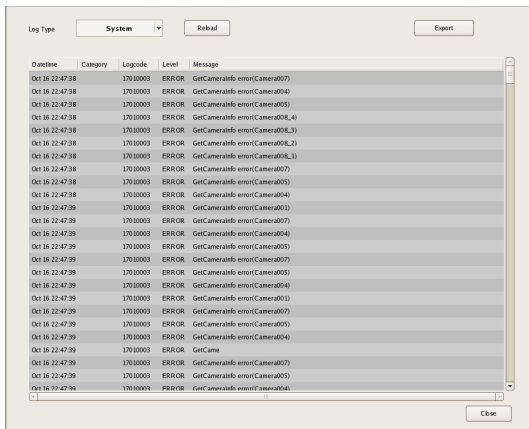 Log Type System Reload Export
Datetime Category Logcode Level Message
Oct 16 22:47:38 17010003 ERROR GetCameraInfo error(Camera007)
Oct 16 22:47:38 17010003 ERROR GetCameraInfo error(Camera004)
Oct 16 22:47:38 17010003 ERROR GetCameraInfo error(Camera005)
Oct 16 22:47:38 17010003 ERROR GetCameraInfo error(Camera008_4)
Oct 16 22:47:38 17010003 ERROR GetCameraInfo error(Camera008_3)
Oct 16 22:47:38 17010003 ERROR GetCameraInfo error(Camera008_2)
Oct 16 22:47:38 17010003 ERROR GetCameraInfo error(Camera008_1)
Oct 16 22:47:38 17010003 ERROR GetCameraInfo error(Camera007)
Oct 16 22:47:38 17010003 ERROR GetCameraInfo error(Camera005)
Oct 16 22:47:38 17010003 ERROR GetCameraInfo error(Camera004)
Oct 16 22:47:39 17010003 ERROR GetCameraInfo error(Camera001)
Oct 16 22:47:39 17010003 ERROR GetCameraInfo error(Camera007)
Oct 16 22:47:39 17010003 ERROR GetCameraInfo error(Camera004)
Oct 16 22:47:39 17010003 ERROR GetCameraInfo error(Camera005)
Oct 16 22:47:39 17010003 ERROR GetCameraInfo error(Camera007)
Oct 16 22:47:39 17010003 ERROR GetCameraInfo error(Camera005)
Oct 16 22:47:39 17010003 ERROR GetCameraInfo error(Camera004)
Oct 16 22:47:39 17010003 ERROR GetCameraInfo error(Camera001)
Oct 16 22:47:39 17010003 ERROR GetCameraInfo error(Camera007)
Oct 16 22:47:39 17010003 ERROR GetCameraInfo error(Camera005)
Oct 16 22:47:39 17010003 ERROR GetCameraInfo error(Camera004)
Oct 16 22:47:39 17010003 ERROR GetCame
Oct 16 22:47:39 17010003 ERROR GetCameraInfo error(Camera007)
Oct 16 22:47:39 17010003 ERROR GetCameraInfo error(Camera005)
Oct 16 22:47:39 17010003 ERROR GetCameraInfo error(Camera004)
Close